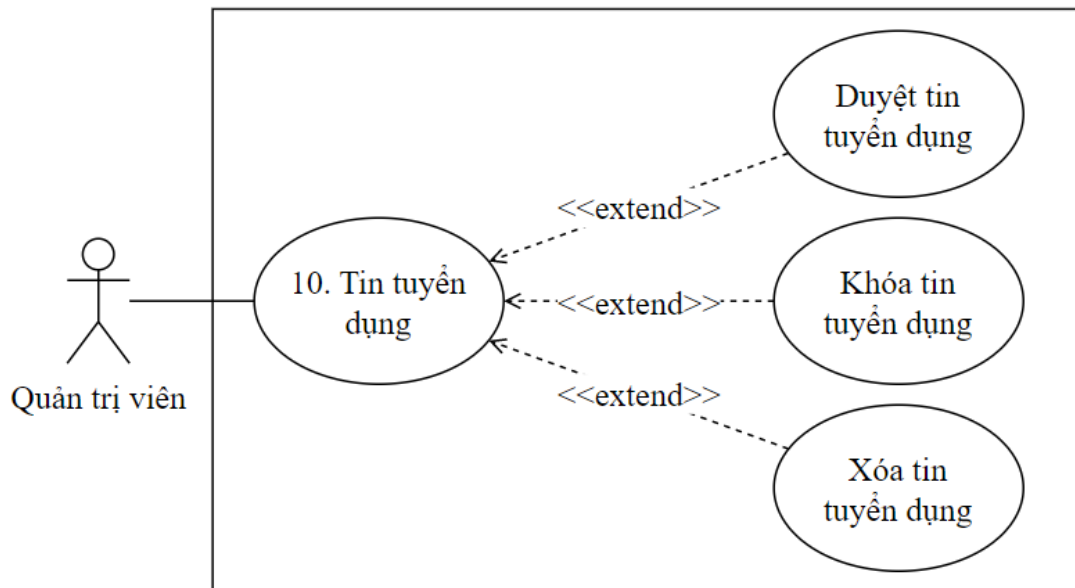 Duyệt tin
tuyển dụng
<<extend>>
10. Tin tuyển
dụng
<<extend>>
Khóa tin
tuyển dụng
Quản trị viên
<<extend>>
Xóa tin
tuyển dụng